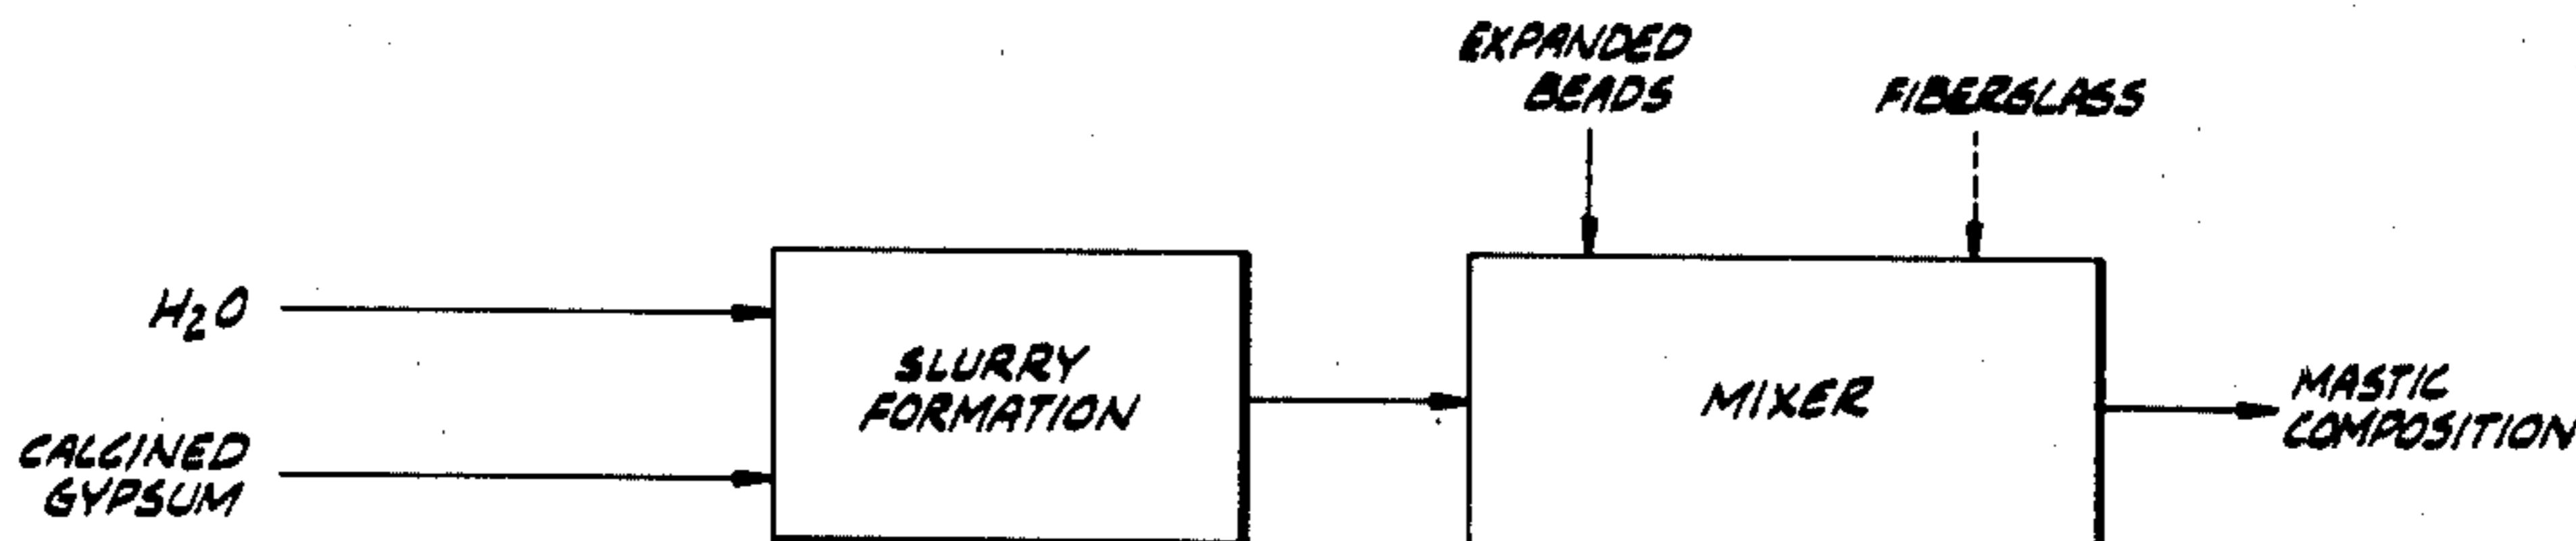 EXPANDED
BEADS
FIBERGLASS
H₂O
SLURRY
FORMATION
MIXER
MASTIC
COMPOSITION
CALCINED
GYPSUM